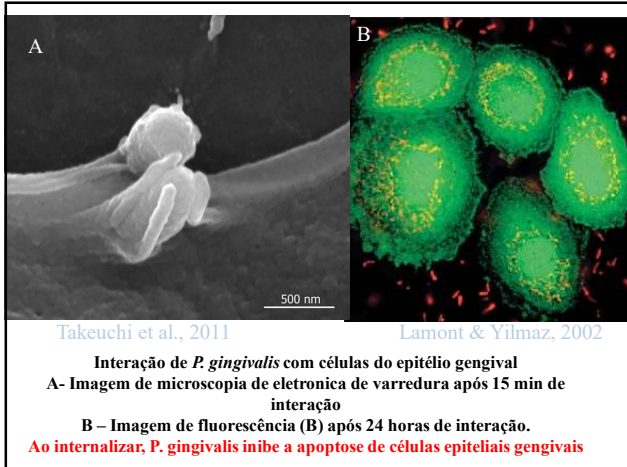 A
B
500 nm
Takeuchi et al., 2011
Lamont & Yilmaz, 2002
Interação de P. gingivalis com células do epitélio gengival
A- Imagem de microscopia de eletronica de varredura após 15 min de
interação
B – Imagem de fluorescência (B) após 24 horas de interação.
Ao internalizar, P. gingivalis inibe a apoptose de células epiteliais gengivais